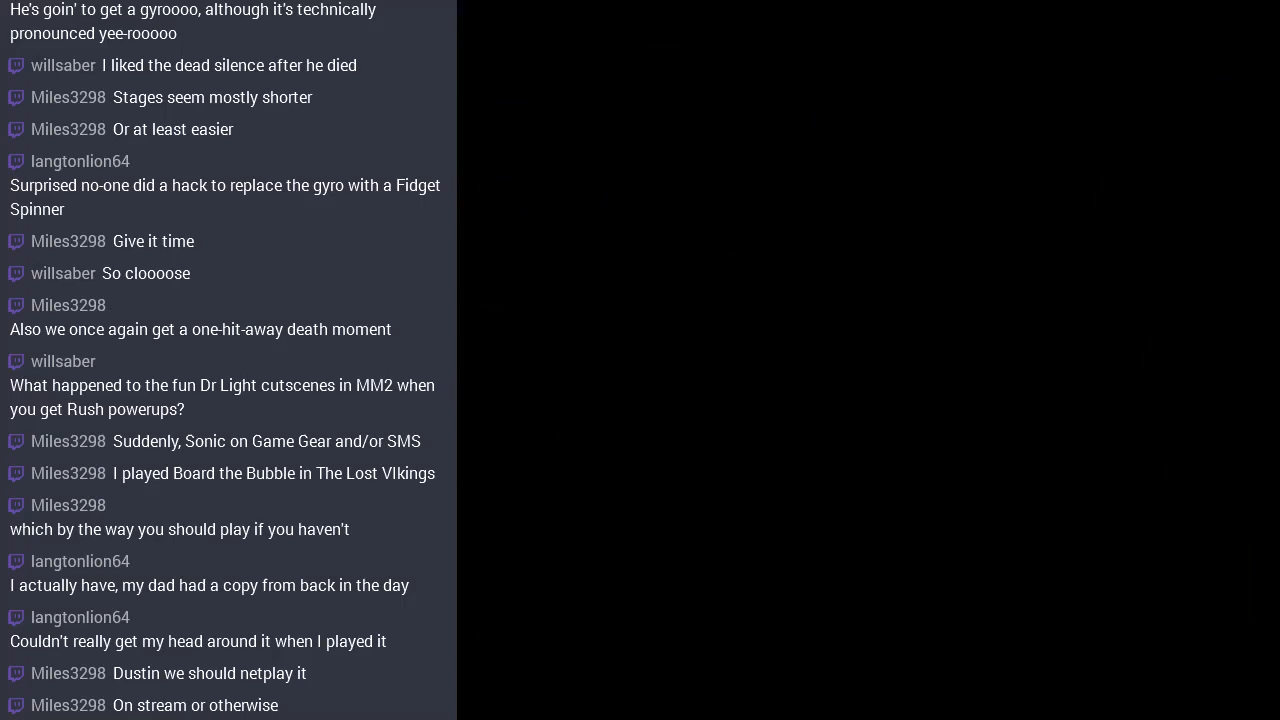 He's goin' to get a gyroooo, although it's technically
pronounced yee-rooooo
willsaber I liked the dead silence after he died
Miles3298 Stages seem mostly shorter
Miles3298 Or at least easier
langtonlion64
Surprised no-one did a hack to replace the gyro with a Fidget
Spinner
Miles3298 Give it time
willsaber So cloooose
Miles3298
Also we once again get a one-hit-away death moment
willsaber
What happened to the fun Dr Light cutscenes in MM2 when
you get Rush powerups?
Miles3298 Suddenly, Sonic on Game Gear and/or SMS
Miles3298 I played Board the Bubble in The Lost VIkings
Miles3298
which by the way you should play if you haven't
langtonlion64
I actually have, my dad had a copy from back in the day
langtonlion64
Couldn't really get my head around it when I played it
Miles3298 Dustin we should netplay it
Miles3298 On stream or otherwise